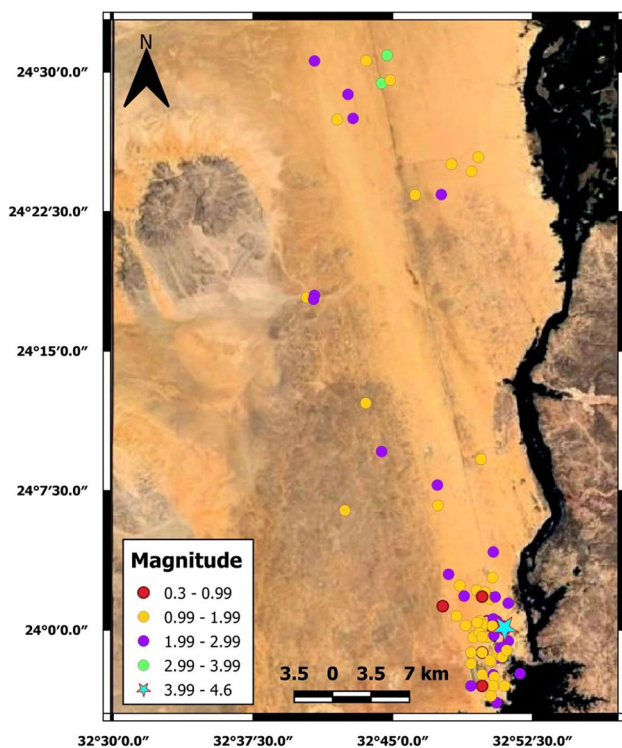 N
24°30′0.0″
24°22′30.0″
24°15′0.0″
24°7′30.0″
24°0′0.0″
Magnitude
0.3 - 0.99
0.99 - 1.99
1.99 - 2.99
2.99 - 3.99
3.99 - 4.6
3.5 0 3.5 7 km
32°30′0.0″ 32°37′30.0″ 32°45′0.0″ 32°52′30.0″